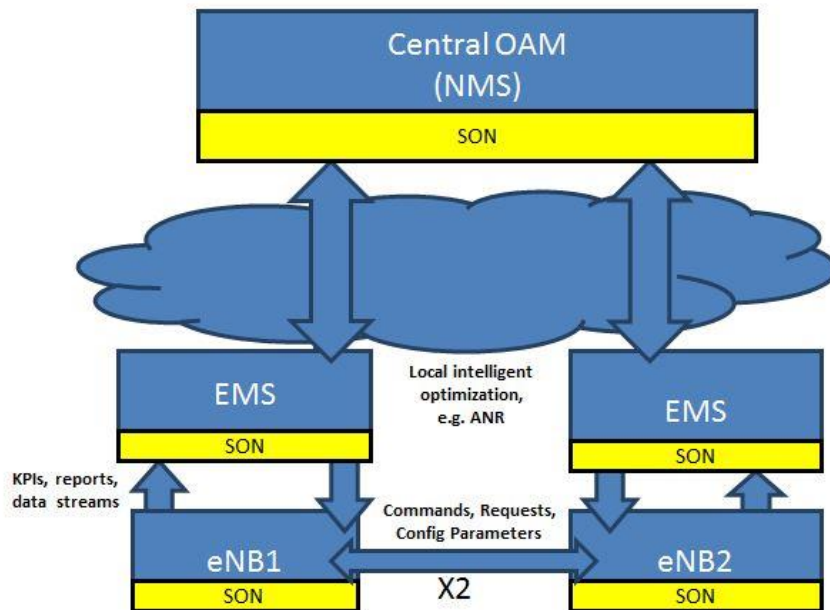 Central OAM
(NMS)
SON
EMS
SON
Local intelligent
optimization,
e.g. ANR
EMS
SON
KPIs, reports,
data streams
Commands, Requests,
Config Parameters
eNB1
SON
X2
eNB2
SON